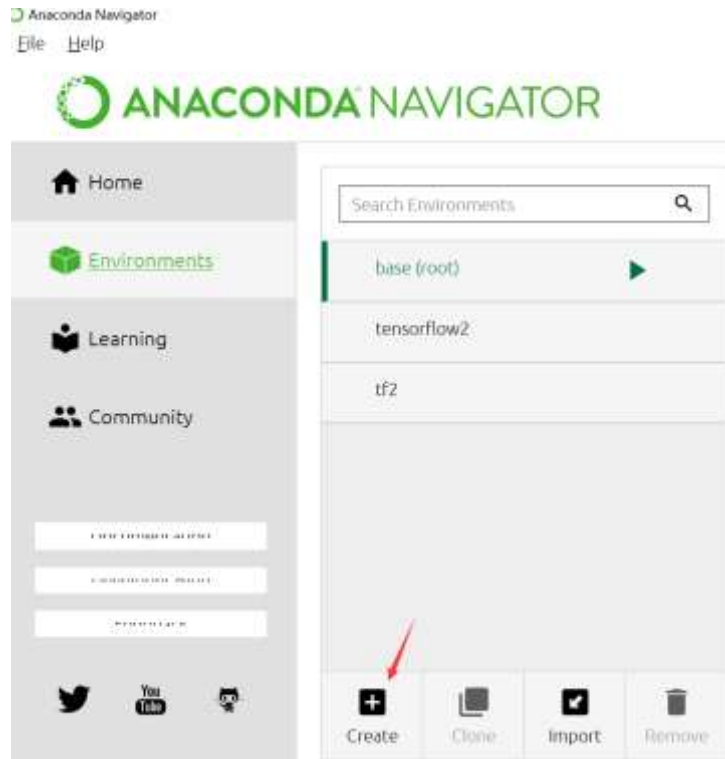 Anaconda Navigator
File Help
ANACONDA NAVIGATOR
Home
Environments
Learning
Community
You
Tube
Search Environments
base (root)
tensorflow2
tf2
Create Clone Import Remove